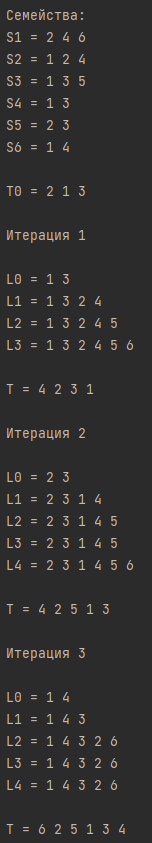 Семейства:
S1 = 2 4 6
S2 = 1 2 4
S3 = 1 3 5
S4 = 1 3
S5 = 2 3
S6 = 1 4
T0 = 2 1 3
Итерация 1
L0 = 1 3
L1 = 1 3 2 4
L2 = 1 3 2 4 5
L3 = 1 3 2 4 5 6
T = 4 2 3 1
Итерация 2
L0 = 2 3
L1 = 2 3 1 4
L2 = 2 3 1 4 5
L3 = 2 3 1 4 5
L4 = 2 3 1 4 5 6
T = 4 2 5 1 3
Итерация 3
L0 = 1 4
L1 = 1 4 3
L2 = 1 4 3 2 6
L3 = 1 4 3 2 6
L4 = 1 4 3 2 6
T = 6 2 5 1 3 4